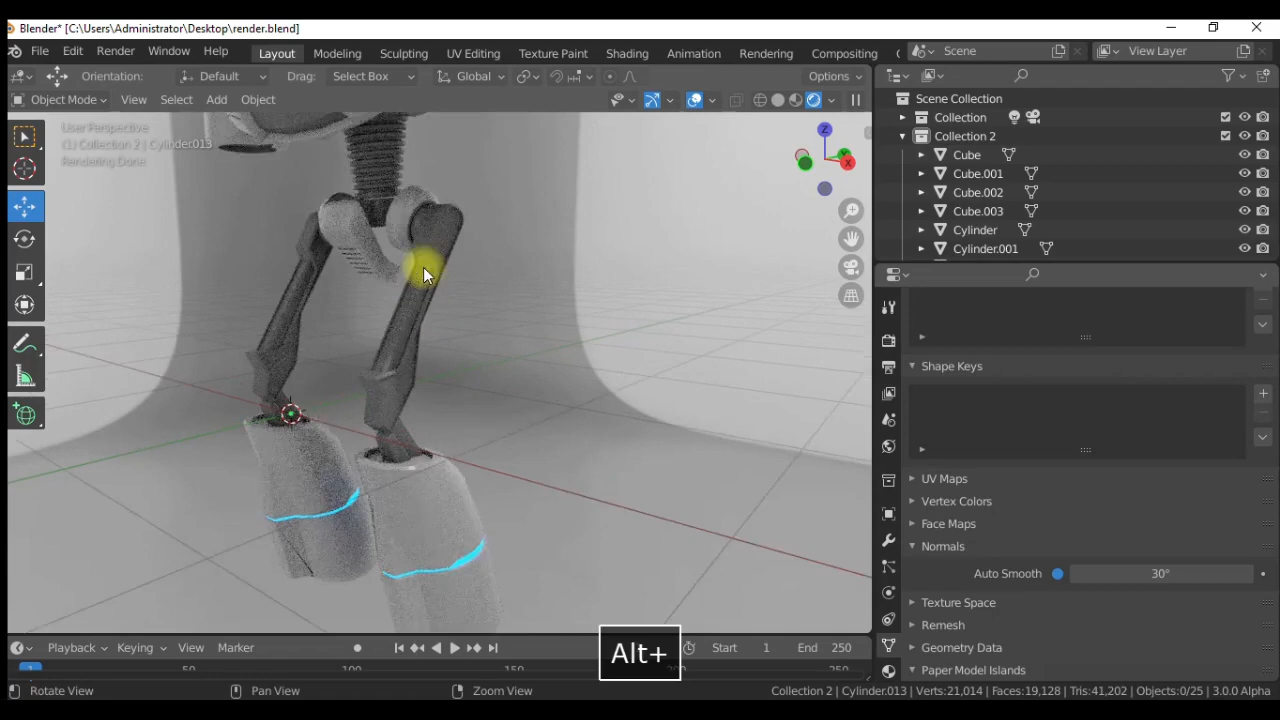 Blender* [C:\Users\Administrator\Desktop\render.blend]
File Edit Render Window Help Layout Modeling Sculpting UV Editing Texture Paint Shading Animation Rendering Compositing Scene View Layer
Orientation: Default Drag: Select Box Global Options
Object Mode View Select Add Object Scene Collection
Collection
Collection 2
Cube
Cube.001
Cube.002
Cube.003
Cylinder
Cylinder.001
User Perspective
(1) Collection 2 | Cylinder.013
Rendering Done
Z
Y
X
Shape Keys
UV Maps
Vertex Colors
Face Maps
Normals
Auto Smooth 30°
Texture Space
Remesh
Geometry Data
Paper Model Islands
Alt+
Playback Keying View Marker Start 1 End 250
1 50 100 150 200 250
Rotate View Pan View Zoom View Collection 2 | Cylinder.013 | Verts:21,014 | Faces:19,128 | Tris:41,202 | Objects:0/25 | 3.0.0 Alpha